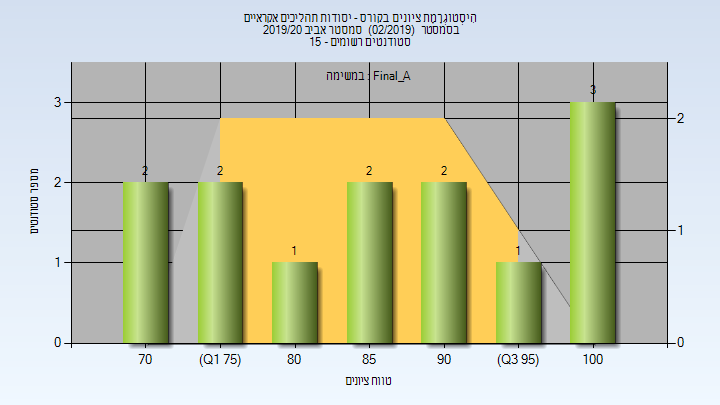 היסטוגרמת ציונים בקורס - יסודות תהליכים אקראיים
בסמסטר (02/2019) סמסטר אביב 2019/20
סטודנטים רשומים - 15
במשימה : Final_A
מספר סטודנטים
3
2
1
0
2
1
0
2
2
1
2
2
1
3
70
(Q1 75)
80
85
90
(Q3 95)
100
טווח ציונים